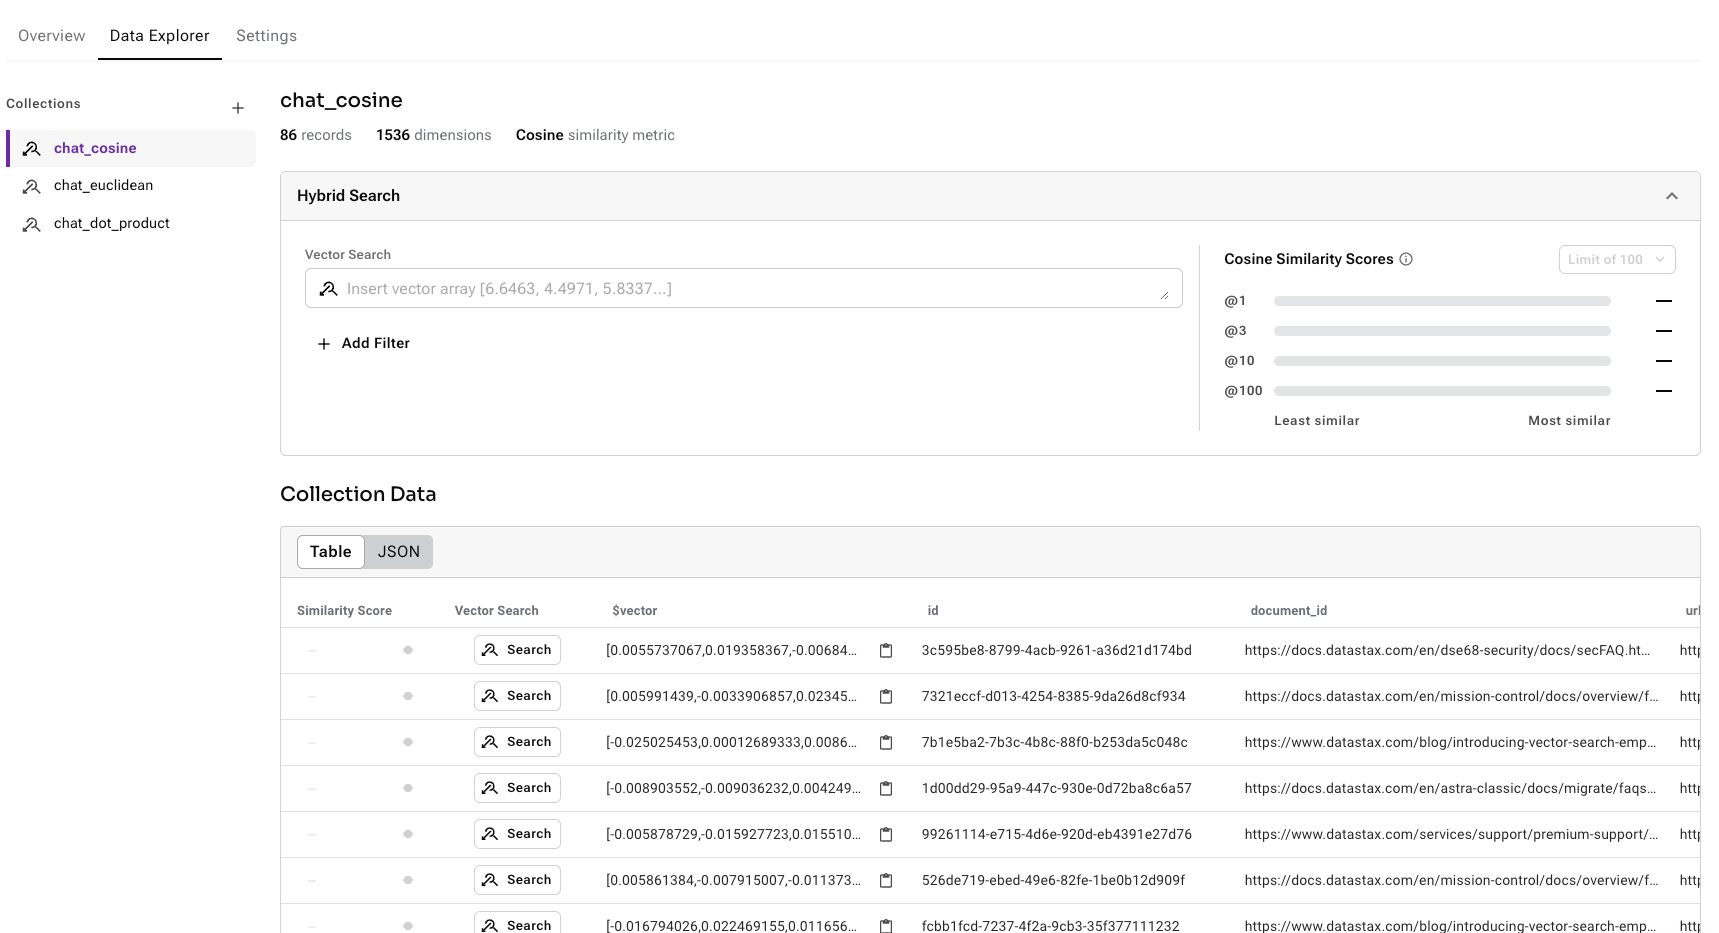 Overview Data Explorer Settings
Collections
chat_cosine
chat_euclidean
chat_dot_product
chat_cosine
86 records 1536 dimensions Cosine similarity metric
Hybrid Search
Vector Search
Insert vector array [6.6463, 4.4971, 5.8337...]
Add Filter
Cosine Similarity Scores Limit of 100
@1
@3
@10
@100
Least similar Most similar
Collection Data
Table JSON
Similarity Score Vector Search $vector id document_id url
Search [0.0055737067,0.019358367,-0.00684... 3c595be8-8799-4acb-9261-a36d21d174bd https://docs.datastax.com/en/dse68-security/docs/secFAQ.ht... http
Search [0.005991439,-0.0033906857,0.02345... 7321eccf-d013-4254-8385-9da26d8cf934 https://docs.datastax.com/en/mission-control/docs/overview/f... http
Search [-0.025025453,0.00012689333,0.0086... 7b1e5ba2-7b3c-4b8c-88f0-b253da5c048c https://www.datastax.com/blog/introducing-vector-search-emp... http
Search [-0.008903552,-0.009036232,0.004249... 1d00dd29-95a9-447c-930e-0d72ba8c6a57 https://docs.datastax.com/en/astra-classic/docs/migrate/faqs... http
Search [-0.005878729,-0.015927723,0.015510... 99261114-e715-4d6e-920d-eb4391e27d76 https://www.datastax.com/services/support/premium-support/... http
Search [0.005861384,-0.007915007,-0.011373... 526de719-ebed-49e6-82fe-1be0b12d909f https://docs.datastax.com/en/mission-control/docs/overview/f... http
Search [-0.016794026,0.022469155,0.011656... fcbb1fcd-7237-4f2a-9cb3-35f377111232 https://www.datastax.com/blog/introducing-vector-search-emp... http